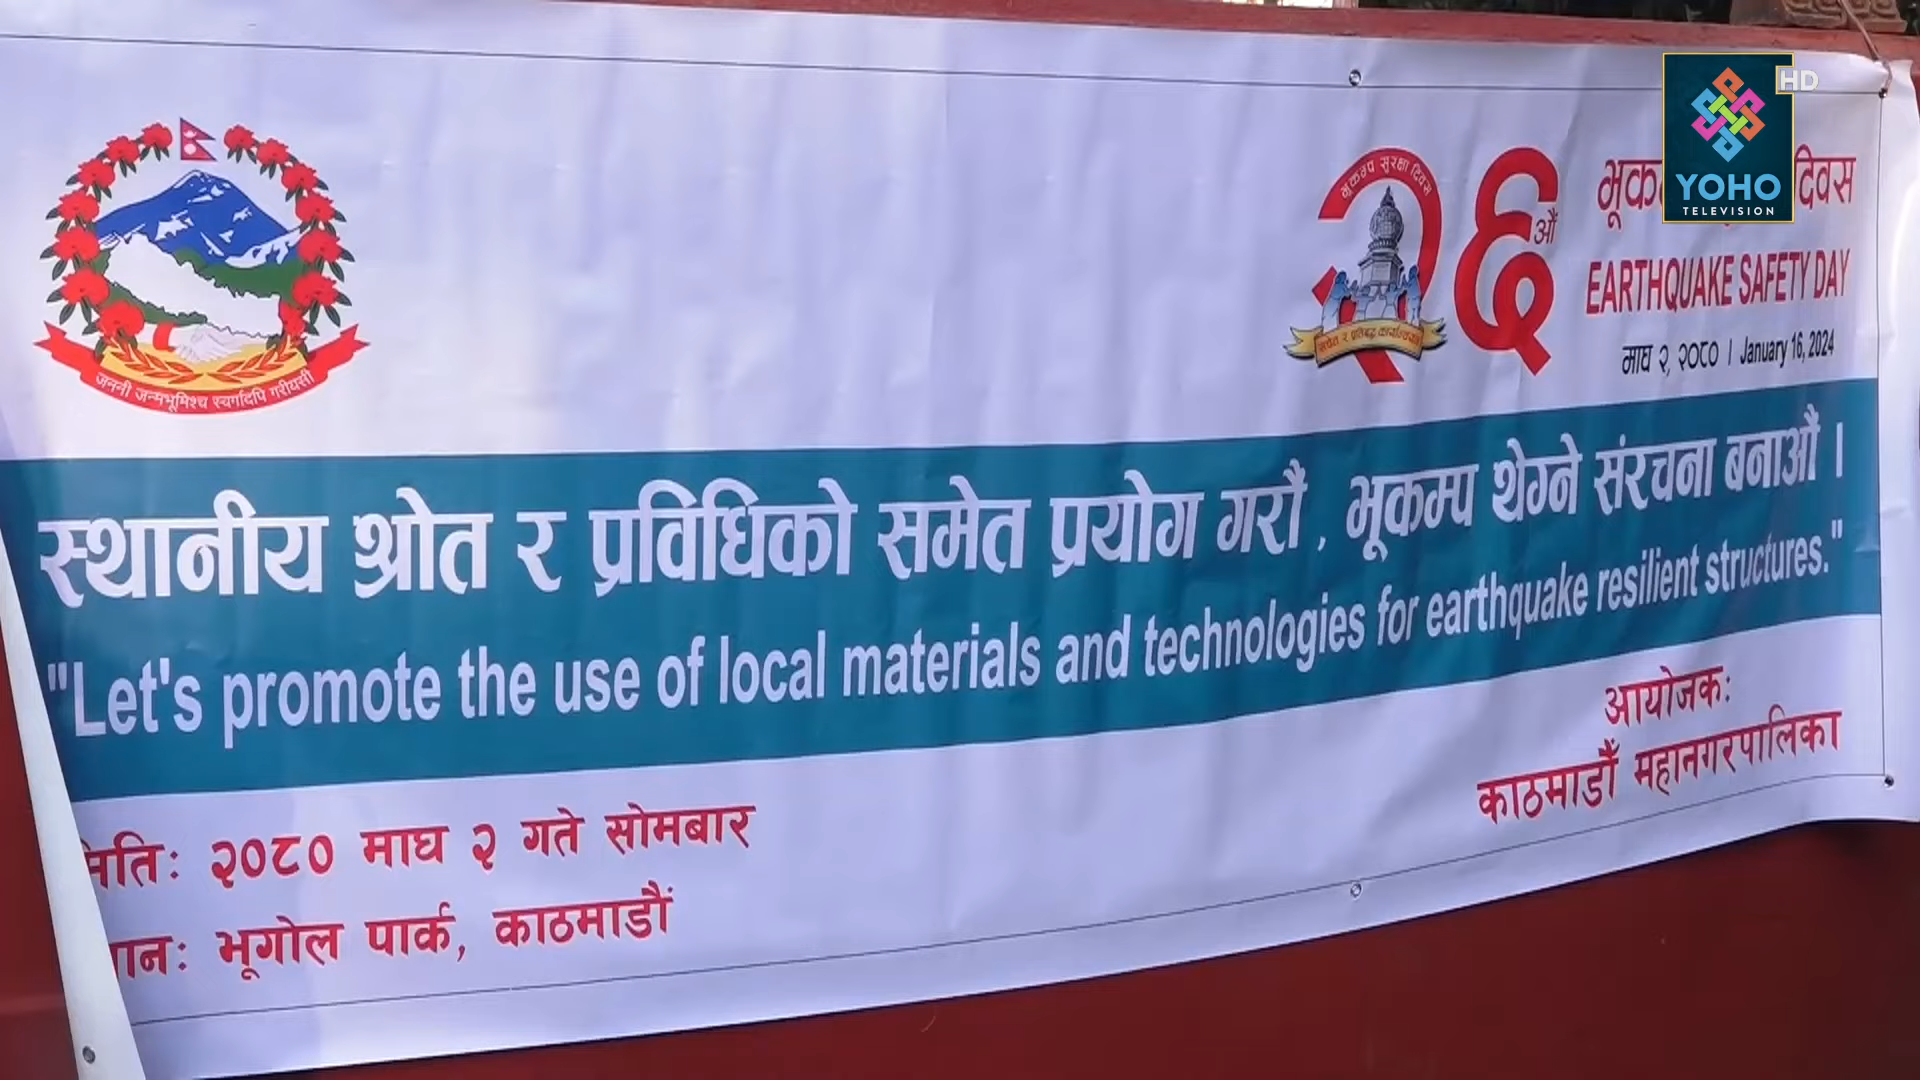 HD
YOHO
TELEVISION
भूकम्प सुरक्षा दिवस
२६
औं
दिवस
EARTHQUAKE SAFETY DAY
माघ २, २०८० । January 16, 2024
जननी जन्मभूमिश्च स्वर्गादपि गरीयसी
स्थानीय श्रोत र प्रविधिको समेत प्रयोग गरौं , भूकम्प थेग्ने संरचना बनाऔं ।
"Let's promote the use of local materials and technologies for earthquake resilient structures."
आयोजकः
काठमाडौं महानगरपालिका
मितिः २०८० माघ २ गते सोमबार
भूगोल पार्क, काठमाडौं